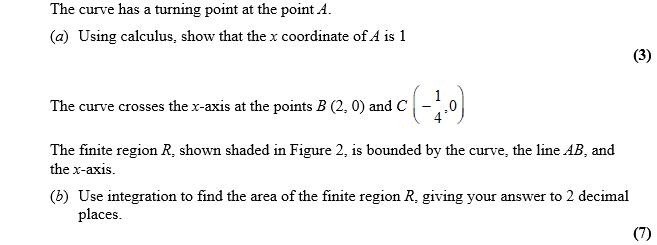 The curve has a turning point at the point A.
(a) Using calculus, show that the x coordinate of A is 1
(3)
The curve crosses the x-axis at the points B (2, 0) and C (−1/4, 0)
The finite region R, shown shaded in Figure 2, is bounded by the curve, the line AB, and
the x-axis.
(b) Use integration to find the area of the finite region R, giving your answer to 2 decimal
places.
(7)